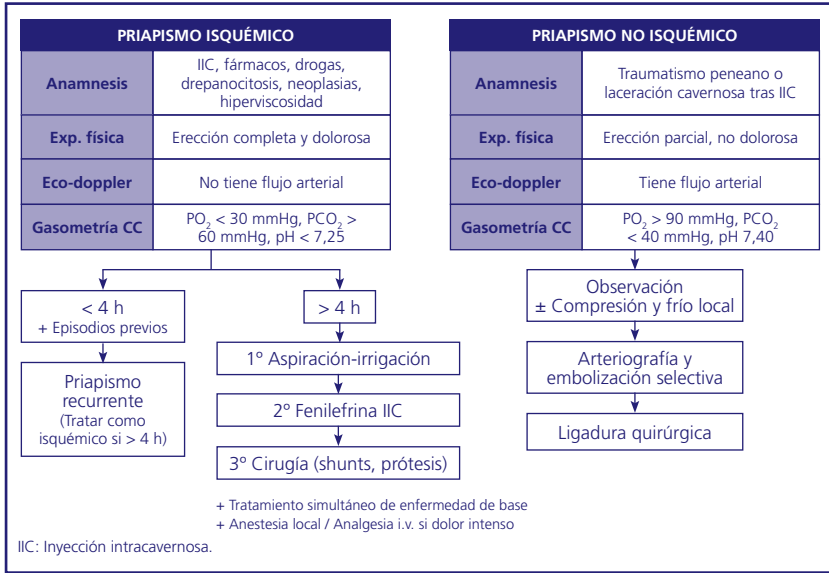 PRIAPISMO ISQUÉMICO
Anamnesis
IIC, fármacos, drogas,
drepanocitosis, neoplasias,
hiperviscosidad
Exp. física
Erección completa y dolorosa
Eco-doppler
No tiene flujo arterial
Gasometría CC
PO₂ < 30 mmHg, PCO₂ >
60 mmHg, pH < 7,25
< 4 h
+ Episodios previos
Priapismo
recurrente
(Tratar como
isquémico si > 4 h)
> 4 h
1º Aspiración-irrigación
2º Fenilefrina IIC
3º Cirugía (shunts, prótesis)
+ Tratamiento simultáneo de enfermedad de base
+ Anestesia local / Analgesia i.v. si dolor intenso
PRIAPISMO NO ISQUÉMICO
Anamnesis
Traumatismo peneano o
laceración cavernosa tras IIC
Exp. física
Erección parcial, no dolorosa
Eco-doppler
Tiene flujo arterial
Gasometría CC
PO₂ > 90 mmHg, PCO₂
< 40 mmHg, pH 7,40
Observación
± Compresión y frío local
Arteriografía y
embolización selectiva
Ligadura quirúrgica
IIC: Inyección intracavernosa.